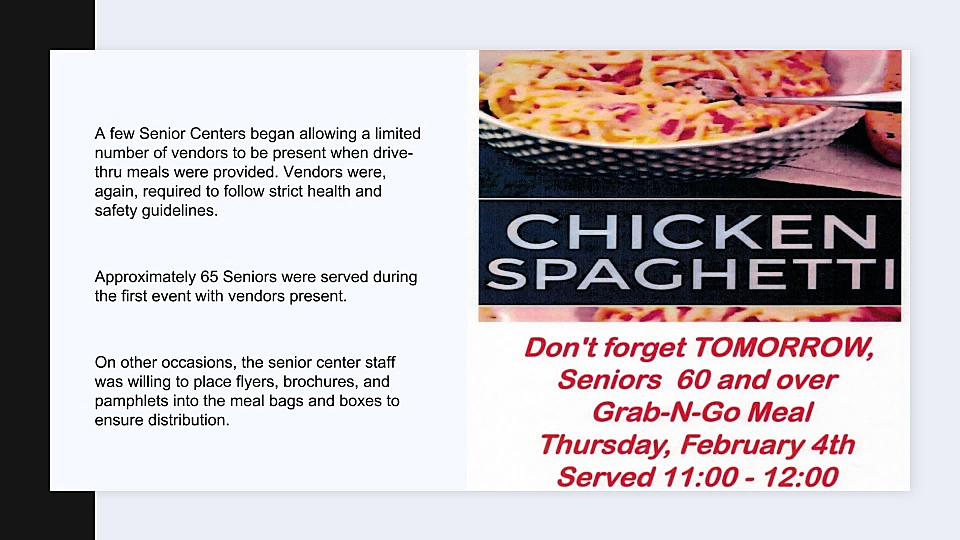 A few Senior Centers began allowing a limited
number of vendors to be present when drive-
thru meals were provided. Vendors were,
again, required to follow strict health and
safety guidelines.
Approximately 65 Seniors were served during
the first event with vendors present.
On other occasions, the senior center staff
was willing to place flyers, brochures, and
pamphlets into the meal bags and boxes to
ensure distribution.
CHICKEN
SPAGHETTI
Don't forget TOMORROW,
Seniors 60 and over
Grab-N-Go Meal
Thursday, February 4th
Served 11:00 - 12:00